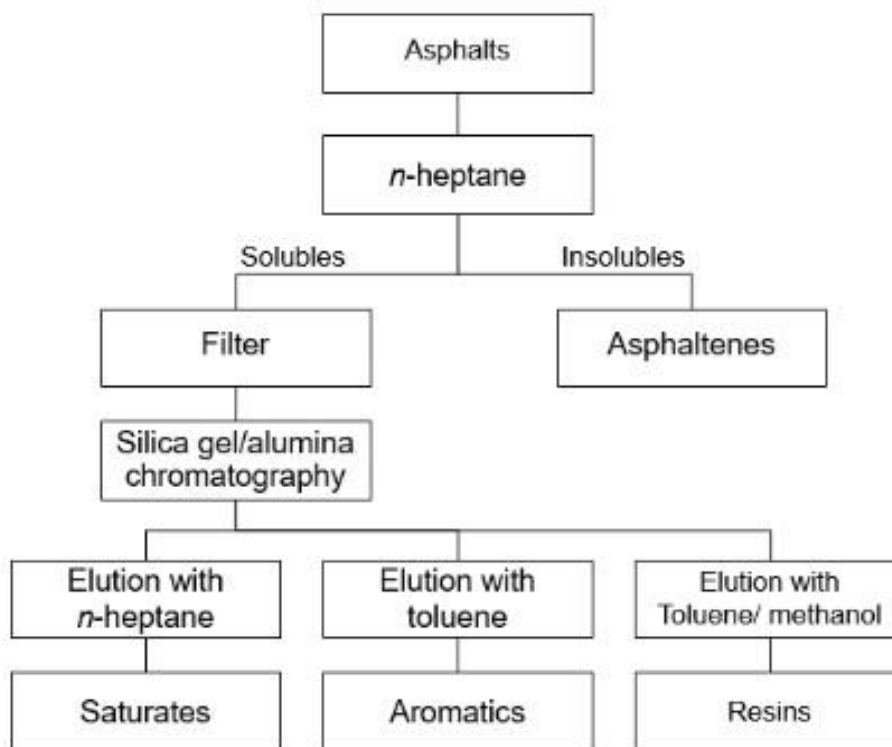 Asphalts
n-heptane
Solubles
Insolubles
Filter
Asphaltenes
Silica gel/alumina
chromatography
Elution with
n-heptane
Elution with
toluene
Elution with
Toluene/ methanol
Saturates
Aromatics
Resins